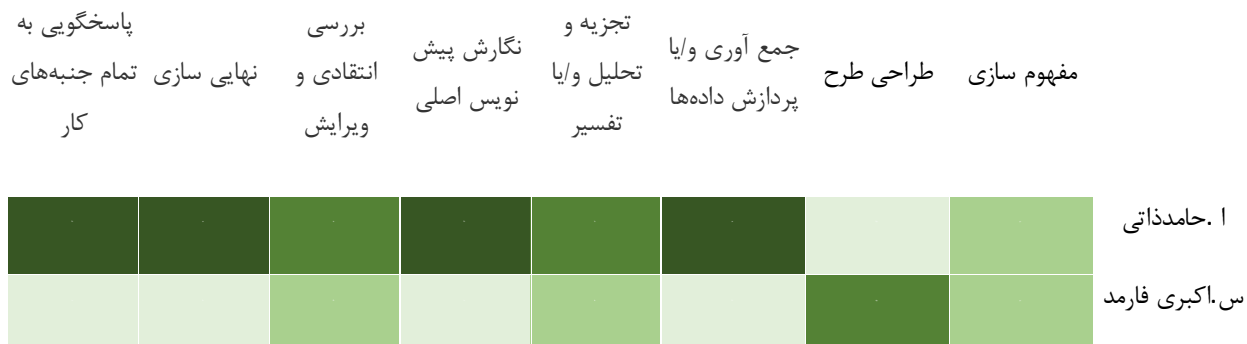 مفهوم سازی
طراحی طرح
جمع آوری و/یا
پردازش داده‌ها
تجزیه و
تحلیل و/یا
تفسیر
نگارش پیش
نویس اصلی
بررسی
انتقادی و
ویرایش
نهایی سازی
پاسخگویی به
تمام جنبه‌های
کار
ا .حامدذاتی
س.اکبری فارمد